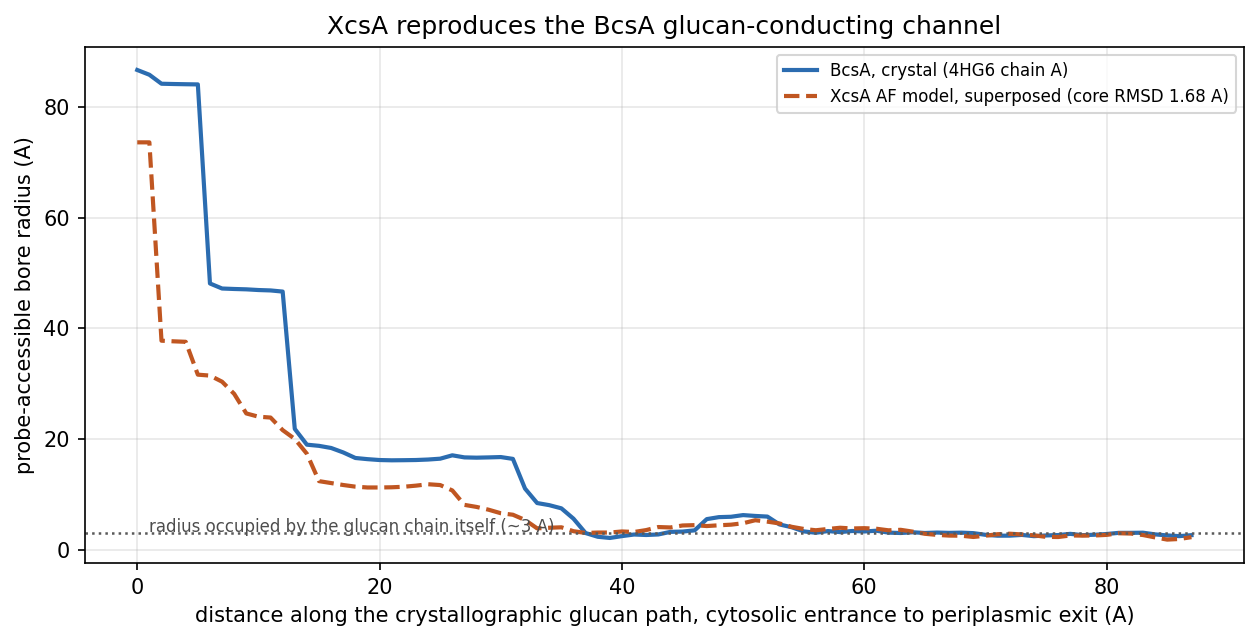 XcsA reproduces the BcsA glucan-conducting channel
BcsA, crystal (4HG6 chain A)
XcsA AF model, superposed (core RMSD 1.68 A)
probe-accessible bore radius (A)
80
60
40
20
0
radius occupied by the glucan chain itself (~3 A)
0 20 40 60 80
distance along the crystallographic glucan path, cytosolic entrance to periplasmic exit (A)